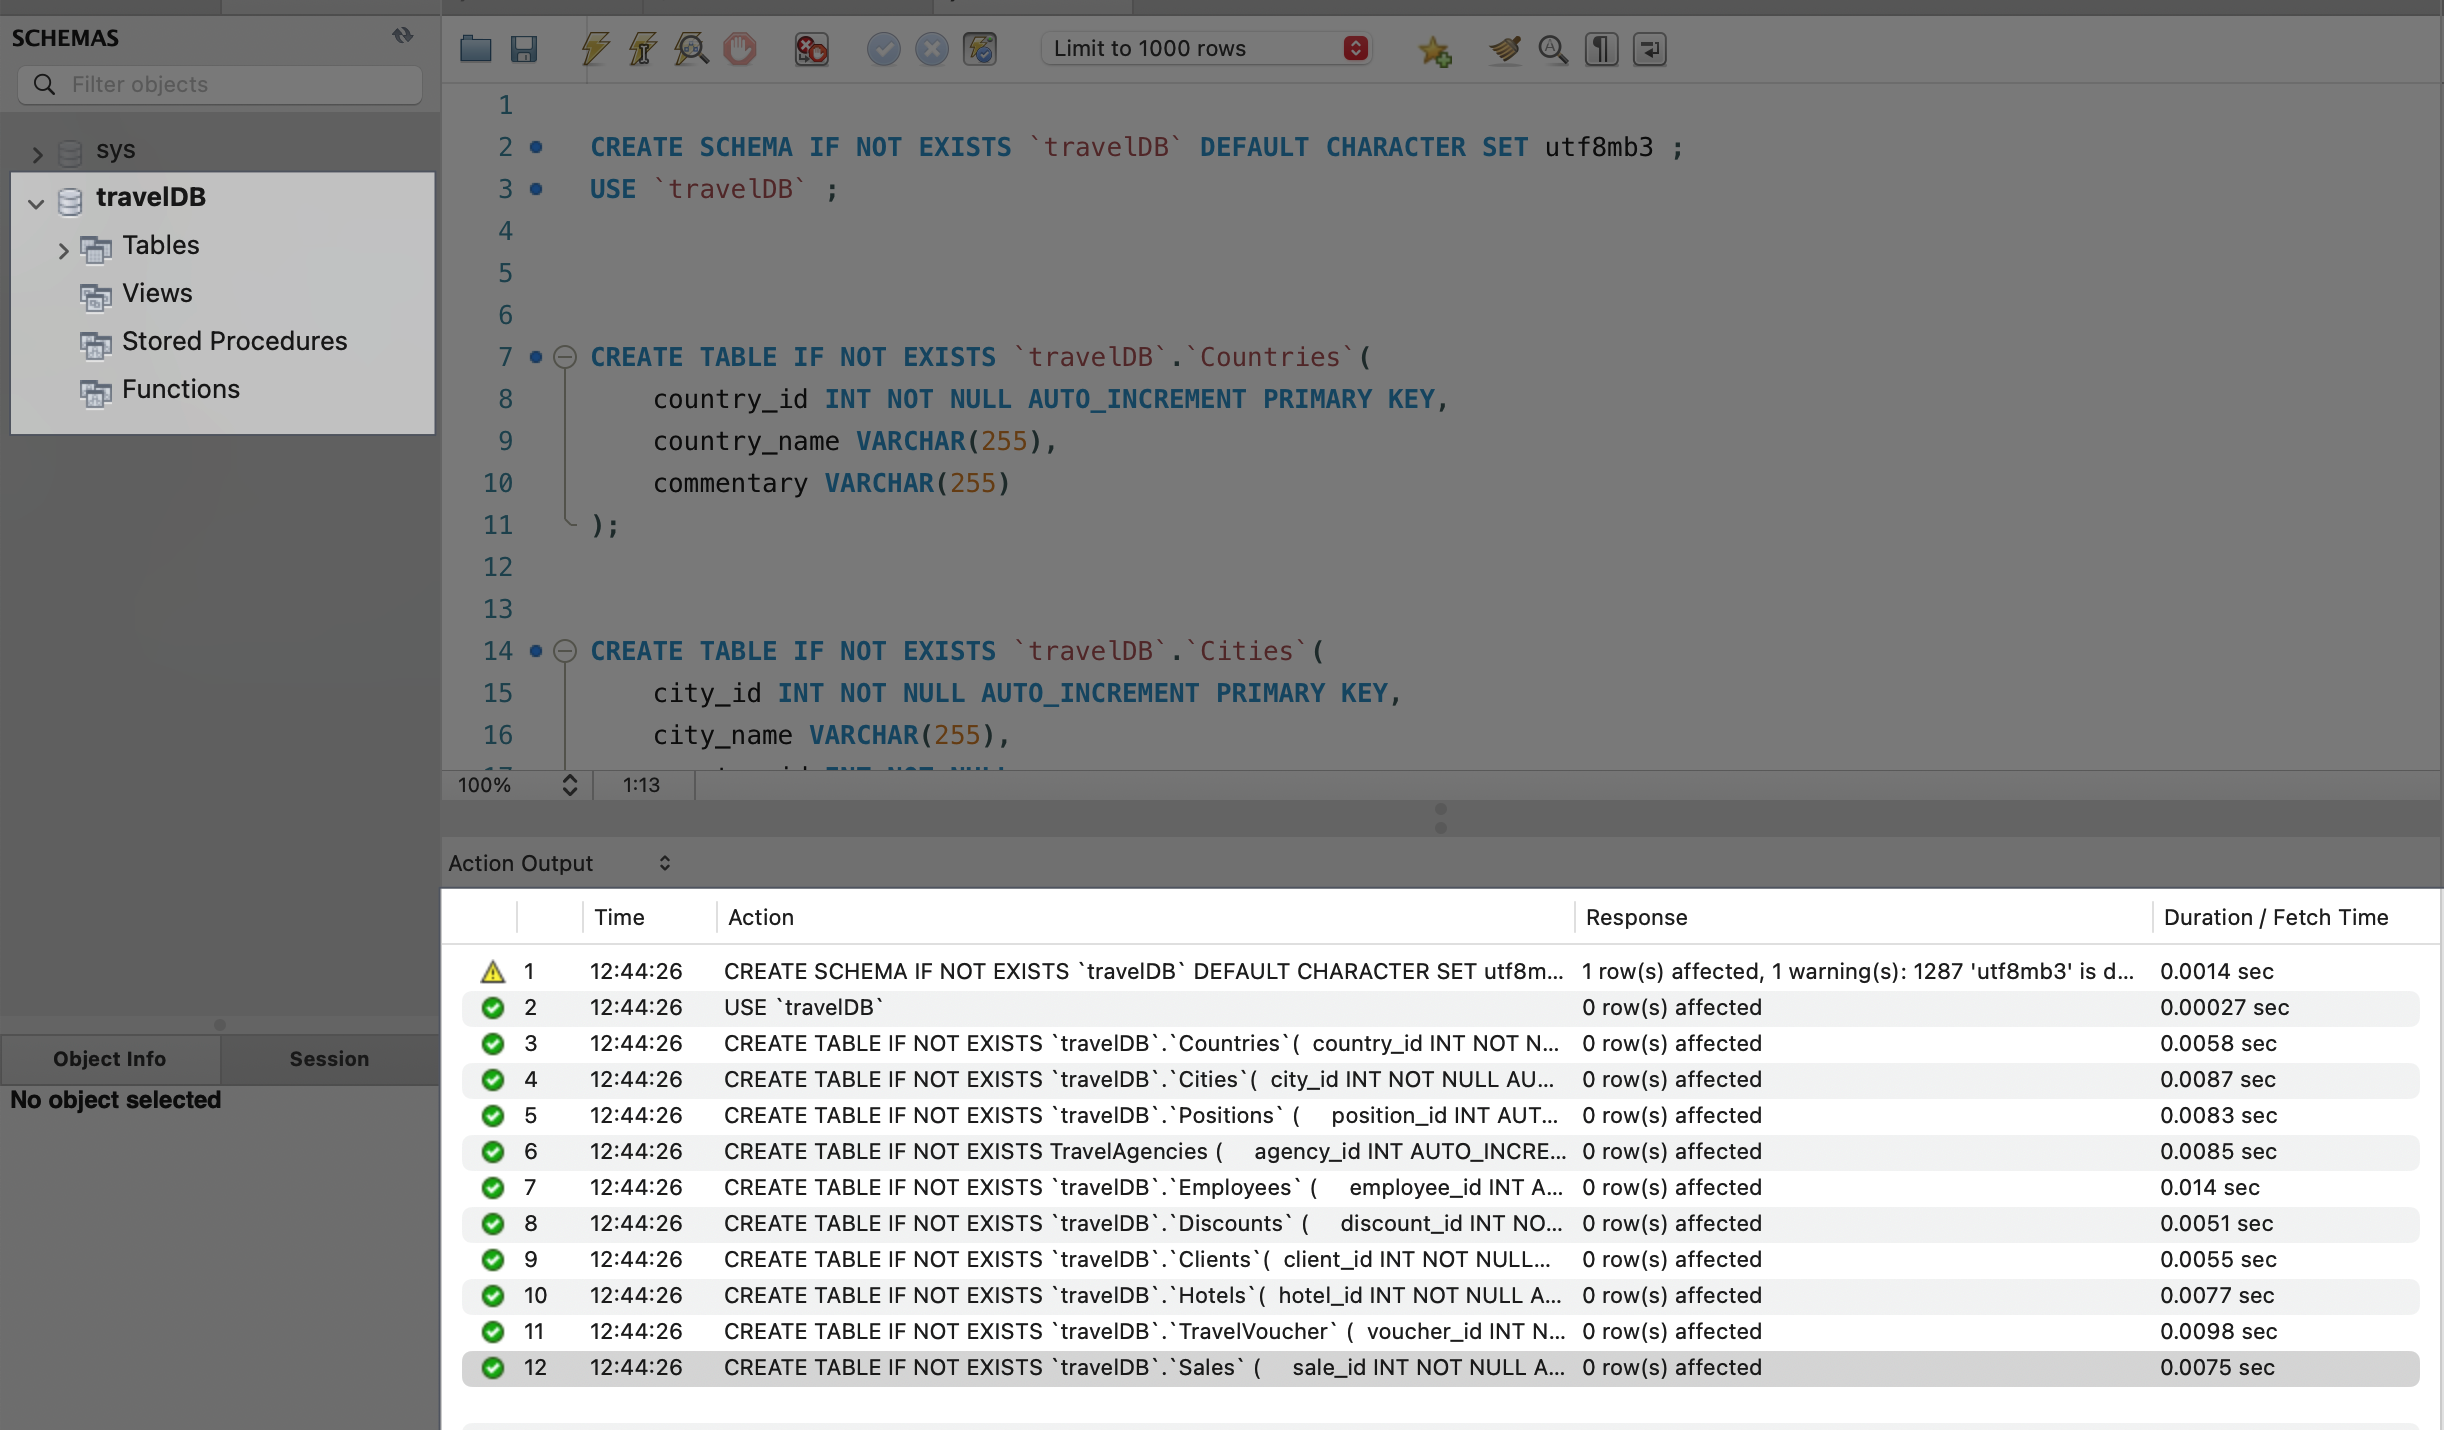 SCHEMAS
Filter objects
sys
travelDB
Tables
Views
Stored Procedures
Functions
Object Info Session
No object selected
Limit to 1000 rows
1
2 CREATE SCHEMA IF NOT EXISTS `travelDB` DEFAULT CHARACTER SET utf8mb3 ;
3 USE `travelDB` ;
4
5
6
7 CREATE TABLE IF NOT EXISTS `travelDB`.`Countries`(
8 country_id INT NOT NULL AUTO_INCREMENT PRIMARY KEY,
9 country_name VARCHAR(255),
10 commentary VARCHAR(255)
11 );
12
13
14 CREATE TABLE IF NOT EXISTS `travelDB`.`Cities`(
15 city_id INT NOT NULL AUTO_INCREMENT PRIMARY KEY,
16 city_name VARCHAR(255),
100% 1:13
Action Output
Time Action Response Duration / Fetch Time
1 12:44:26 CREATE SCHEMA IF NOT EXISTS `travelDB` DEFAULT CHARACTER SET utf8m... 1 row(s) affected, 1 warning(s): 1287 'utf8mb3' is d... 0.0014 sec
2 12:44:26 USE `travelDB` 0 row(s) affected 0.00027 sec
3 12:44:26 CREATE TABLE IF NOT EXISTS `travelDB`.`Countries`( country_id INT NOT N... 0 row(s) affected 0.0058 sec
4 12:44:26 CREATE TABLE IF NOT EXISTS `travelDB`.`Cities`( city_id INT NOT NULL AU... 0 row(s) affected 0.0087 sec
5 12:44:26 CREATE TABLE IF NOT EXISTS `travelDB`.`Positions` ( position_id INT AUT... 0 row(s) affected 0.0083 sec
6 12:44:26 CREATE TABLE IF NOT EXISTS TravelAgencies ( agency_id INT AUTO_INCRE... 0 row(s) affected 0.0085 sec
7 12:44:26 CREATE TABLE IF NOT EXISTS `travelDB`.`Employees` ( employee_id INT A... 0 row(s) affected 0.014 sec
8 12:44:26 CREATE TABLE IF NOT EXISTS `travelDB`.`Discounts` ( discount_id INT NO... 0 row(s) affected 0.0051 sec
9 12:44:26 CREATE TABLE IF NOT EXISTS `travelDB`.`Clients`( client_id INT NOT NULL... 0 row(s) affected 0.0055 sec
10 12:44:26 CREATE TABLE IF NOT EXISTS `travelDB`.`Hotels`( hotel_id INT NOT NULL A... 0 row(s) affected 0.0077 sec
11 12:44:26 CREATE TABLE IF NOT EXISTS `travelDB`.`TravelVoucher` ( voucher_id INT N... 0 row(s) affected 0.0098 sec
12 12:44:26 CREATE TABLE IF NOT EXISTS `travelDB`.`Sales` ( sale_id INT NOT NULL A... 0 row(s) affected 0.0075 sec